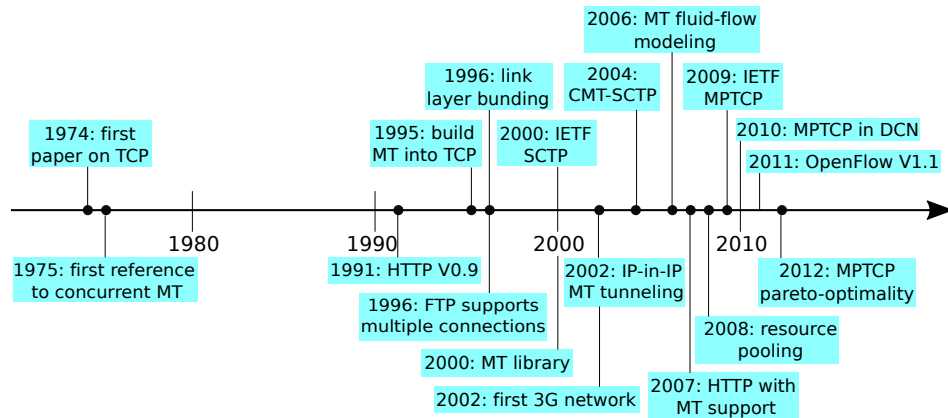 2006: MT fluid-flow
modeling
1996: link
layer bunding
2004:
CMT-SCTP
2009: IETF
MPTCP
1974: first
paper on TCP
1995: build
MT into TCP
2000: IETF
SCTP
2010: MPTCP in DCN
2011: OpenFlow V1.1
1980
1990
2000
2010
1975: first reference
to concurrent MT
1991: HTTP V0.9
2002: IP-in-IP
MT tunneling
2012: MPTCP
pareto-optimality
1996: FTP supports
multiple connections
2008: resource
pooling
2000: MT library
2002: first 3G network
2007: HTTP with
MT support